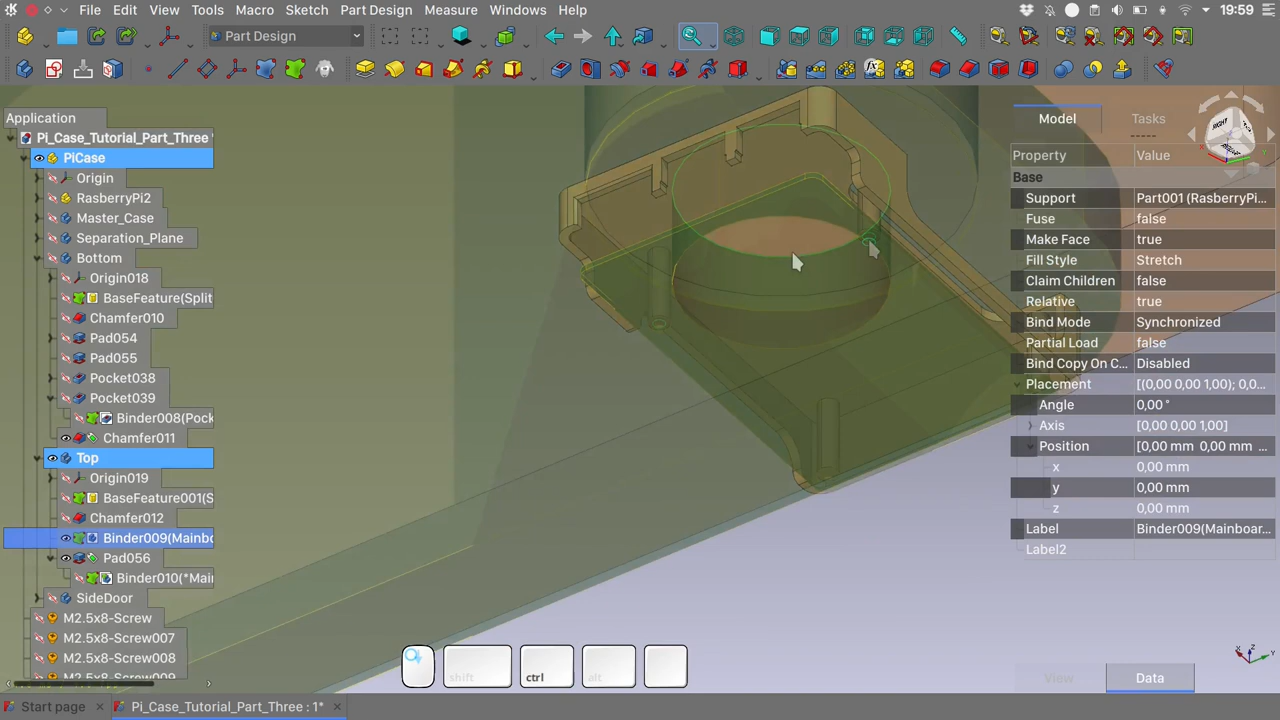 File Edit View Tools Macro Sketch Part Design Measure Windows Help 19:59
Part Design
Application
Pi_Case_Tutorial_Part_Three
PiCase
Origin
RasberryPi2
Master_Case
Separation_Plane
Bottom
Origin018
BaseFeature(Split
Chamfer010
Pad054
Pad055
Pocket038
Pocket039
Binder008(Pock
Chamfer011
Top
Origin019
BaseFeature001(S
Chamfer012
Binder009(Mainbo
Pad056
Binder010(*Mai
SideDoor
M2.5x8-Screw
M2.5x8-Screw007
M2.5x8-Screw008
M2.5x8-Screw009
Model Tasks
Property Value
Base
Support Part001 (RasberryPi...
Fuse false
Make Face true
Fill Style Stretch
Claim Children false
Relative true
Bind Mode Synchronized
Partial Load false
Bind Copy On C... Disabled
Placement [(0,00 0,00 1,00); 0,0...
Angle 0,00 °
Axis [0,00 0,00 1,00]
Position [0,00 mm 0,00 mm ...
x 0,00 mm
y 0,00 mm
z 0,00 mm
Label Binder009(Mainboar...
Label2
RIGHT
shift ctrl alt
View Data
Start page Pi_Case_Tutorial_Part_Three : 1*